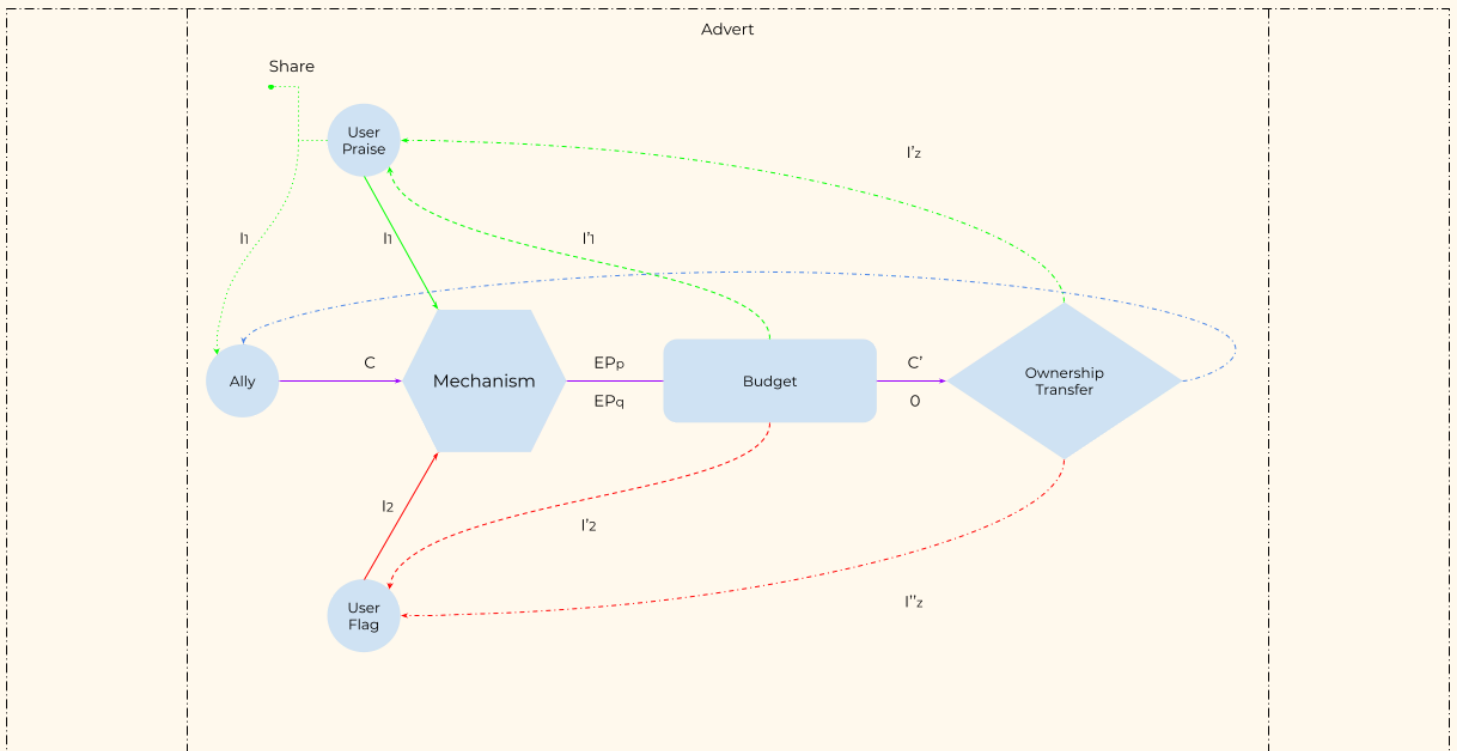 Advert
Share
User
Praise
I'z
I1
I1
I'1
C
EPp
C'
Ally
Mechanism
Budget
Ownership
Transfer
EPq
0
I2
I'2
User
Flag
I''z